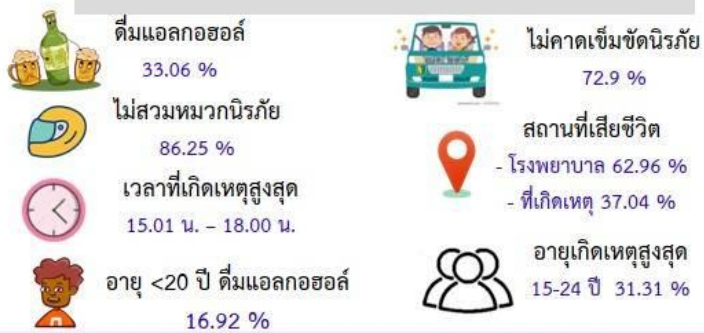 ดื่มแอลกอฮอล์
33.06 %
ไม่สวมหมวกนิรภัย
86.25 %
เวลาที่เกิดเหตุสูงสุด
15.01 น. – 18.00 น.
อายุ <20 ปี ดื่มแอลกอฮอล์
16.92 %
ไม่คาดเข็มขัดนิรภัย
72.9 %
สถานที่เสียชีวิต
- โรงพยาบาล 62.96 %
- ที่เกิดเหตุ 37.04 %
อายุเกิดเหตุสูงสุด
15-24 ปี 31.31 %